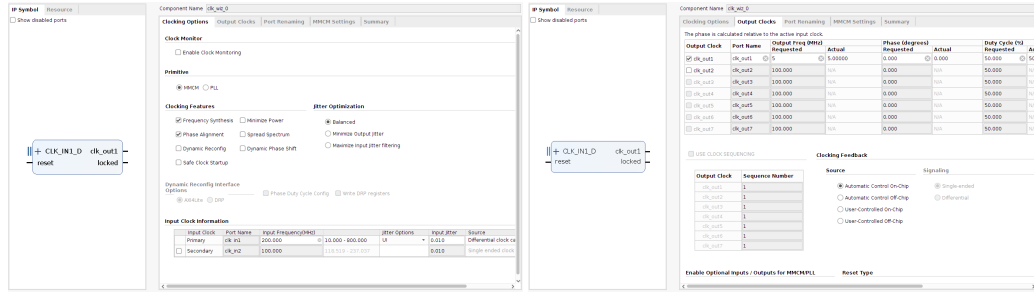 IP Symbol Resource
Show disabled ports
+ CLK_IN1_D clk_out1
reset locked
Component Name clk_wiz_0
Clocking Options Output Clocks Port Renaming MMCM Settings Summary
Clock Monitor
Enable Clock Monitoring
Primitive
MMCM PLL
Clocking Features Jitter Optimization
Frequency Synthesis Minimize Power Balanced
Phase Alignment Spread Spectrum Minimize Output Jitter
Dynamic Reconfig Dynamic Phase Shift Maximize Input Jitter filtering
Safe Clock Startup
Dynamic Reconfig Interface Options
Phase Duty Cycle Config Write DRP registers
AXI4Lite DRP
Input Clock Information
Input Clock Port Name Input Frequency(MHz) Jitter Options Input Jitter Source
Primary clk_in1 200.000 10.000 - 800.000 UI 0.010 Differential clock ca
Secondary clk_in2 100.000 0.010 Single ended clock
IP Symbol Resource
Show disabled ports
+ CLK_IN1_D clk_out1
reset locked
Component Name clk_wiz_0
Clocking Options Output Clocks Port Renaming MMCM Settings Summary
The phase is calculated relative to the active input clock.
Output Clock Port Name Output Freq (MHz) Phase (degrees) Duty Cycle (%)
Requested Actual Requested Actual Requested Ac
clk_out1 clk_out1 5 5.00000 0.000 0.000 50.000 50
clk_out2 clk_out2 100.000 N/A 0.000 N/A 50.000 N/
clk_out3 clk_out3 100.000 N/A 0.000 N/A 50.000 N/
clk_out4 clk_out4 100.000 N/A 0.000 N/A 50.000 N/
clk_out5 clk_out5 100.000 N/A 0.000 N/A 50.000 N/
clk_out6 clk_out6 100.000 N/A 0.000 N/A 50.000 N/
clk_out7 clk_out7 100.000 N/A 0.000 N/A 50.000 N/
USE CLOCK SEQUENCING
Output Clock Sequence Number
clk_out1 1
clk_out2 1
clk_out3 1
clk_out4 1
clk_out5 1
clk_out6 1
clk_out7 1
Clocking Feedback
Source Signaling
Automatic Control On-Chip Single-ended
Automatic Control Off-Chip Differential
User-Controlled On-Chip
User-Controlled Off-Chip
Enable Optional Inputs / Outputs for MMCM/PLL Reset Type